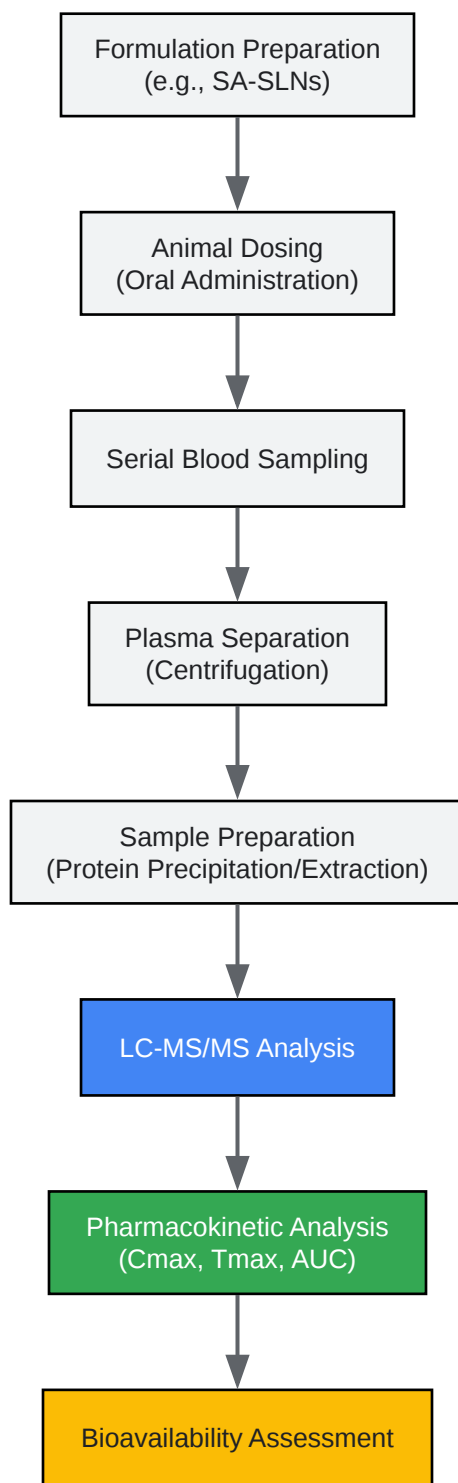 Formulation Preparation
(e.g., SA-SLNs)
Animal Dosing
(Oral Administration)
Serial Blood Sampling
Plasma Separation
(Centrifugation)
Sample Preparation
(Protein Precipitation/Extraction)
LC-MS/MS Analysis
Pharmacokinetic Analysis
(Cmax, Tmax, AUC)
Bioavailability Assessment